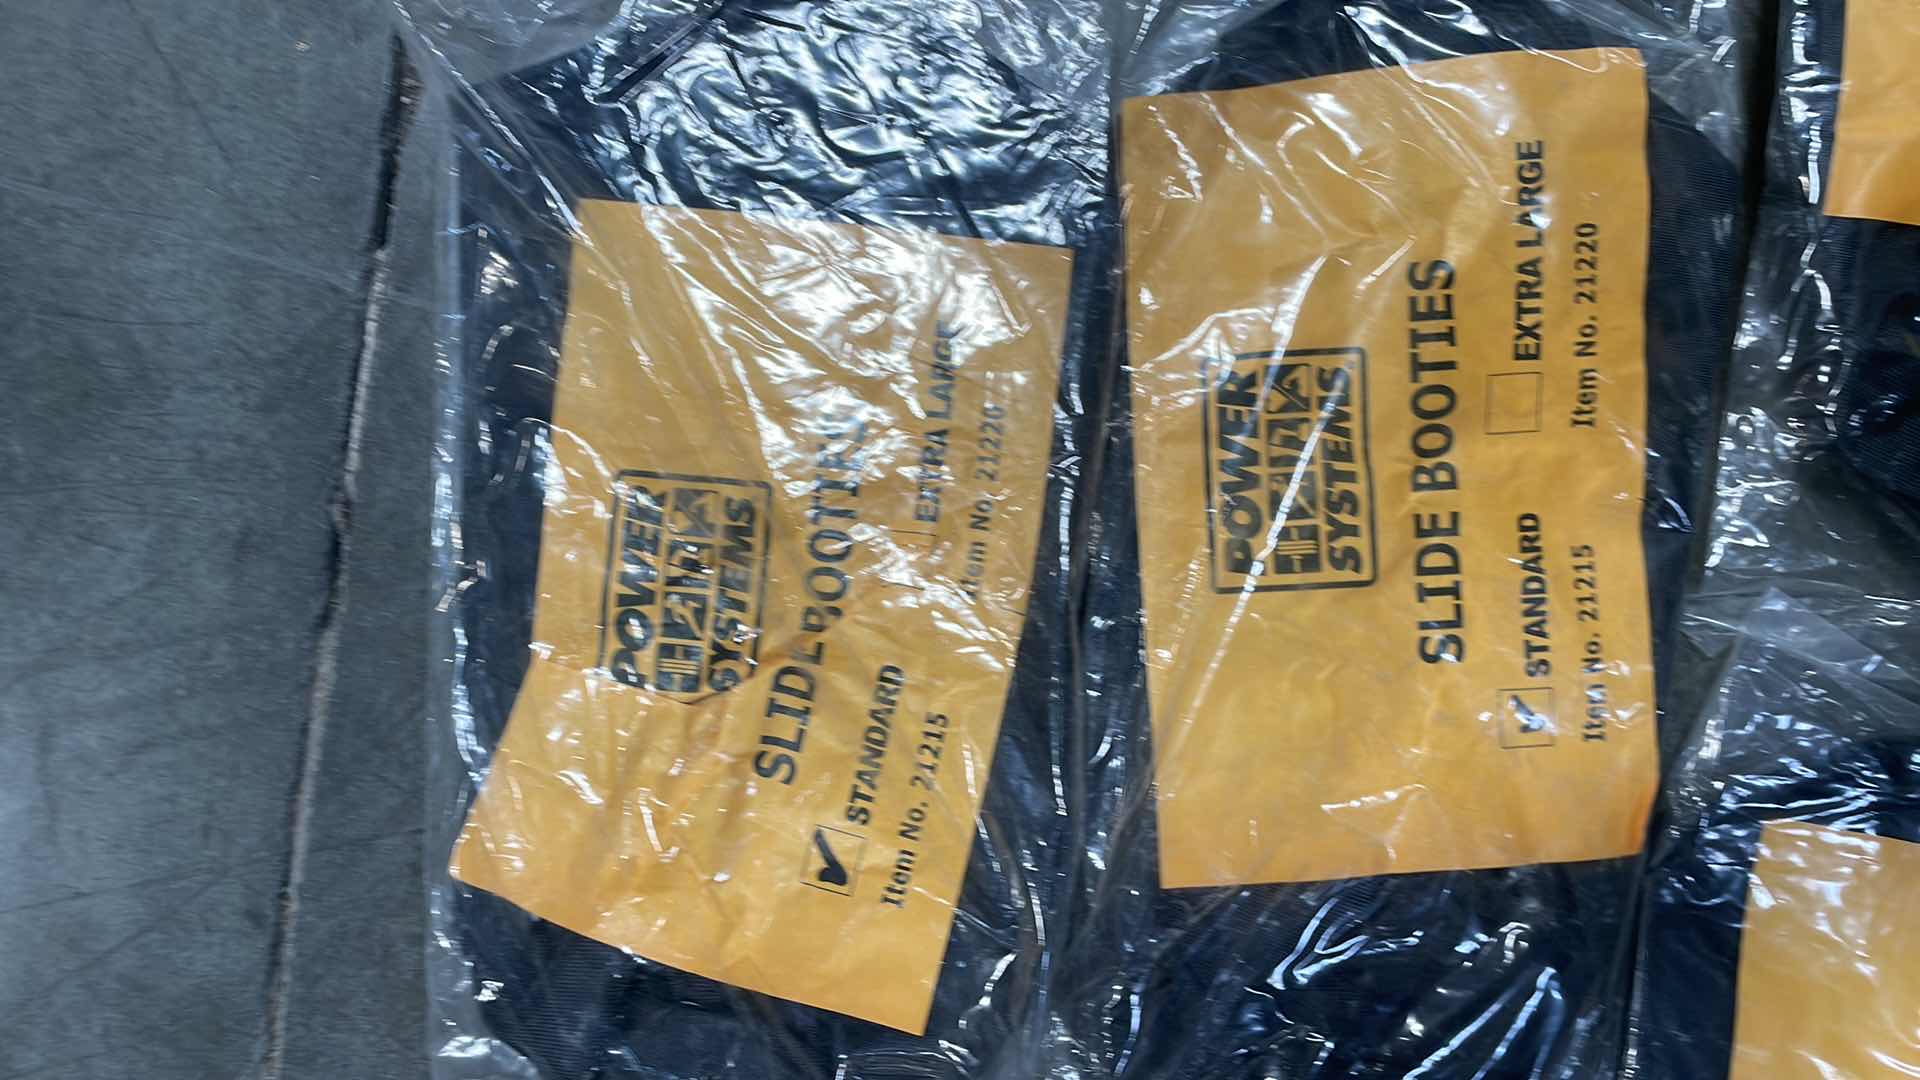 POWER
SYSTEMS
SLIDE BOOTIES
STANDARD
Item No. 21215
EXTRA LARGE
Item No. 21220
POWER
SYSTEMS
SLIDE BOOTIES
STANDARD
Item No. 21215
EXTRA LARGE
Item No. 21220